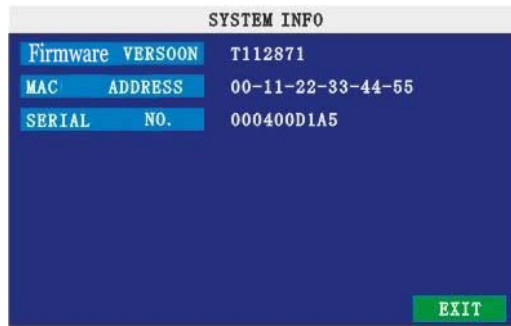 SYSTEM INFO
Firmware VERSOON T112871
MAC ADDRESS 00-11-22-33-44-55
SERIAL NO. 000400D1A5
EXIT